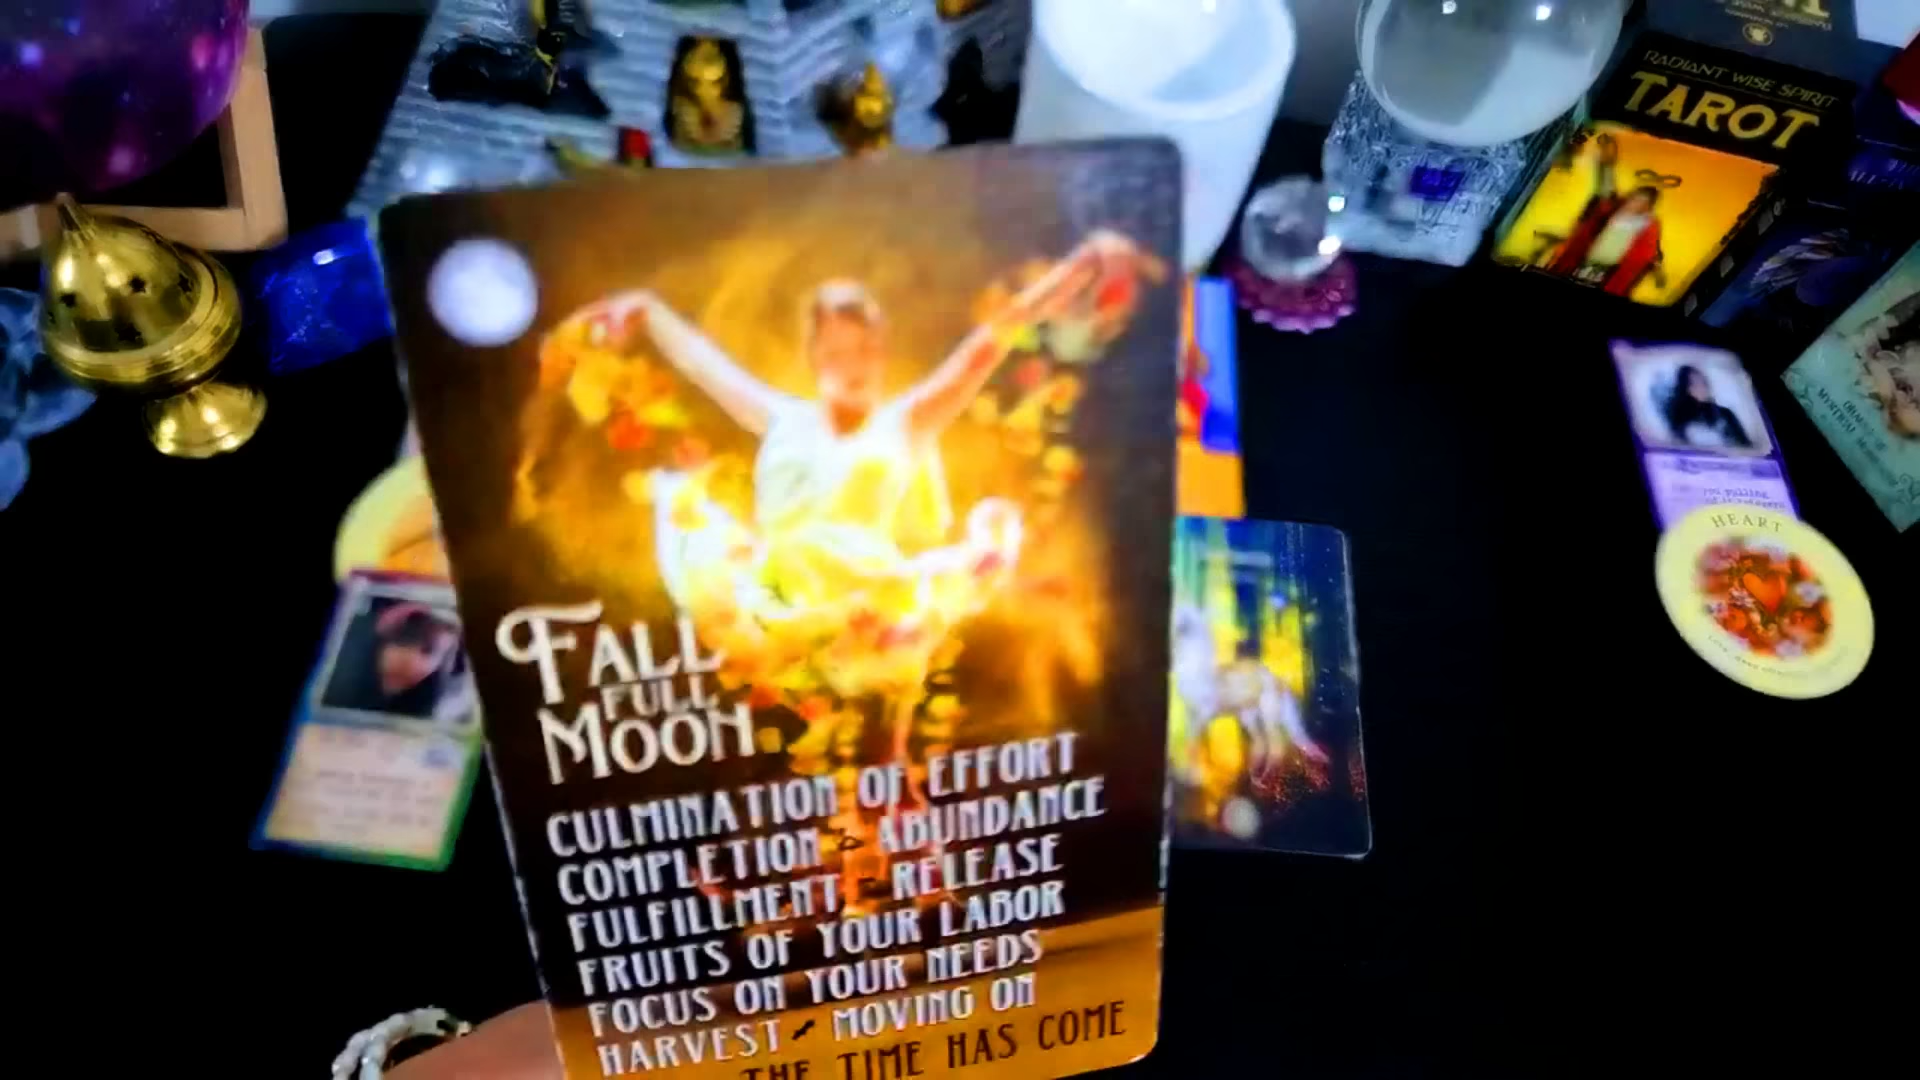 RADIANT WISE SPIRIT
TAROT
FALL
FULL
MOON
CULMINATION OF EFFORT
COMPLETION - ABUNDANCE
FULFILLMENT - RELEASE
FRUITS OF YOUR LABOR
FOCUS ON YOUR NEEDS
HARVEST - MOVING ON
THE TIME HAS COME
HEART